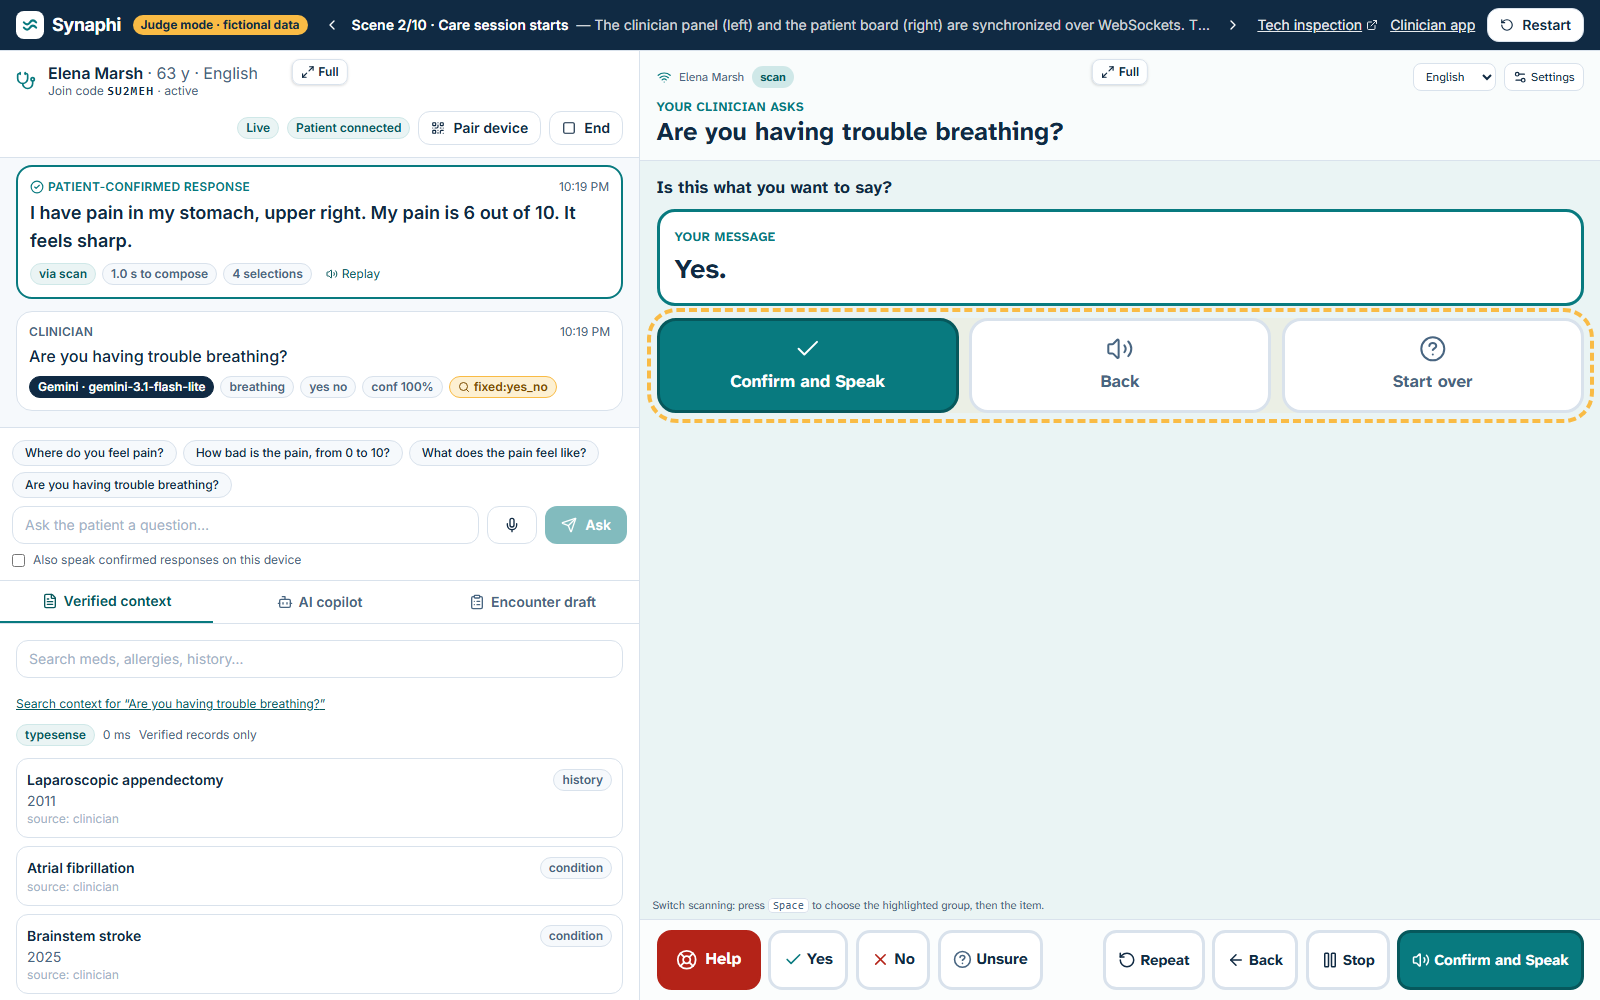 Synaphi
Judge mode · fictional data
Scene 2/10 · Care session starts — The clinician panel (left) and the patient board (right) are synchronized over WebSockets. T...
Tech inspection
Clinician app
Restart
Elena Marsh · 63 y · English
Join code SU2MEH · active
Full
Live
Patient connected
Pair device
End
PATIENT-CONFIRMED RESPONSE
10:19 PM
I have pain in my stomach, upper right. My pain is 6 out of 10. It
feels sharp.
via scan
1.0 s to compose
4 selections
Replay
CLINICIAN
10:19 PM
Are you having trouble breathing?
Gemini · gemini-3.1-flash-lite
breathing
yes no
conf 100%
fixed:yes_no
Where do you feel pain?
How bad is the pain, from 0 to 10?
What does the pain feel like?
Are you having trouble breathing?
Ask the patient a question...
Ask
Also speak confirmed responses on this device
Verified context
AI copilot
Encounter draft
Search meds, allergies, history...
Search context for “Are you having trouble breathing?”
typesense
0 ms
Verified records only
Laparoscopic appendectomy
history
2011
source: clinician
Atrial fibrillation
condition
source: clinician
Brainstem stroke
condition
2025
source: clinician
Elena Marsh
scan
Full
English
Settings
YOUR CLINICIAN ASKS
Are you having trouble breathing?
Is this what you want to say?
YOUR MESSAGE
Yes.
Confirm and Speak
Back
Start over
Switch scanning: press Space to choose the highlighted group, then the item.
Help
Yes
No
Unsure
Repeat
Back
Stop
Confirm and Speak